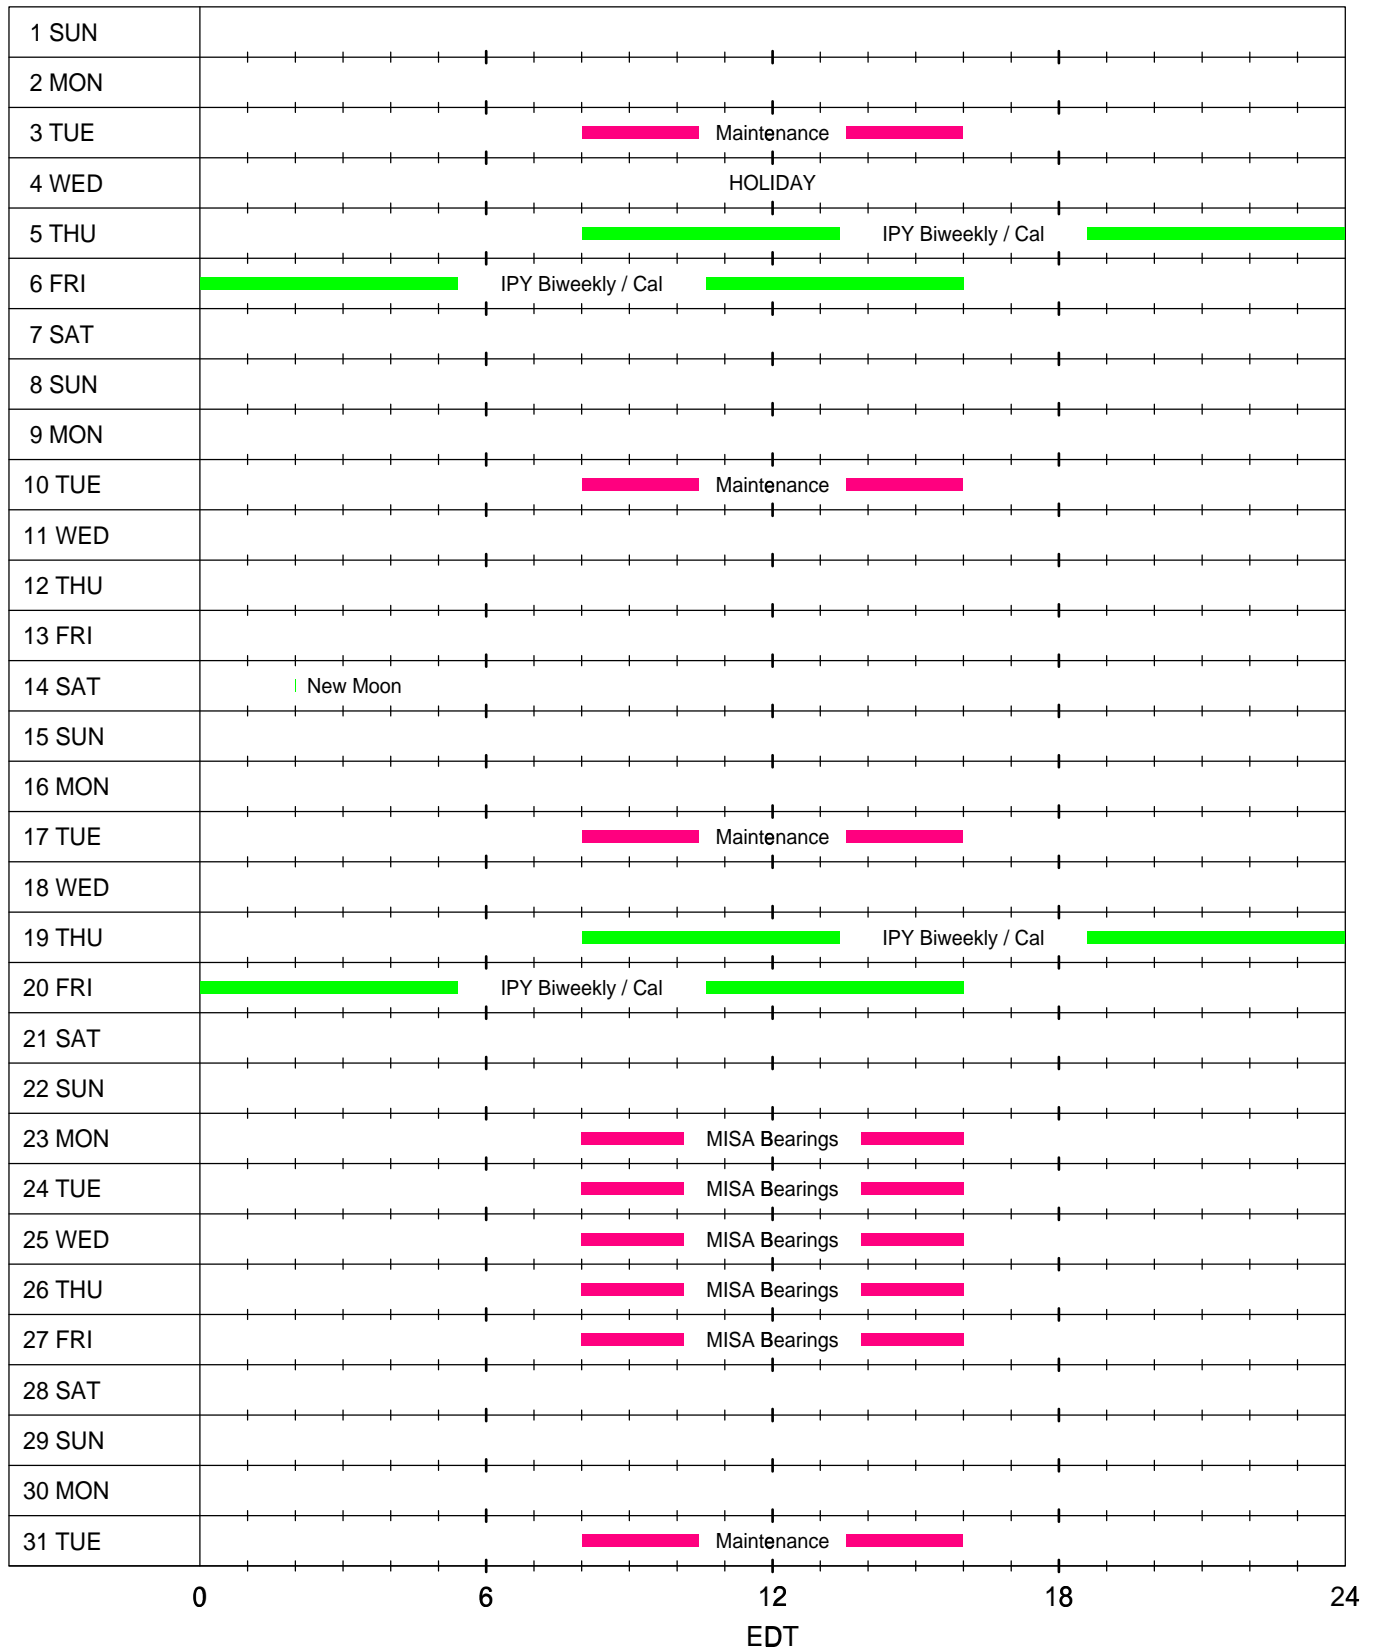 1 SUN
2 MON
3 TUE Maintenance
4 WED HOLIDAY
5 THU IPY Biweekly / Cal
6 FRI IPY Biweekly / Cal
7 SAT
8 SUN
9 MON
10 TUE Maintenance
11 WED
12 THU
13 FRI
14 SAT New Moon
15 SUN
16 MON
17 TUE Maintenance
18 WED
19 THU IPY Biweekly / Cal
20 FRI IPY Biweekly / Cal
21 SAT
22 SUN
23 MON MISA Bearings
24 TUE MISA Bearings
25 WED MISA Bearings
26 THU MISA Bearings
27 FRI MISA Bearings
28 SAT
29 SUN
30 MON
31 TUE Maintenance
0 6 12 18 24
EDT